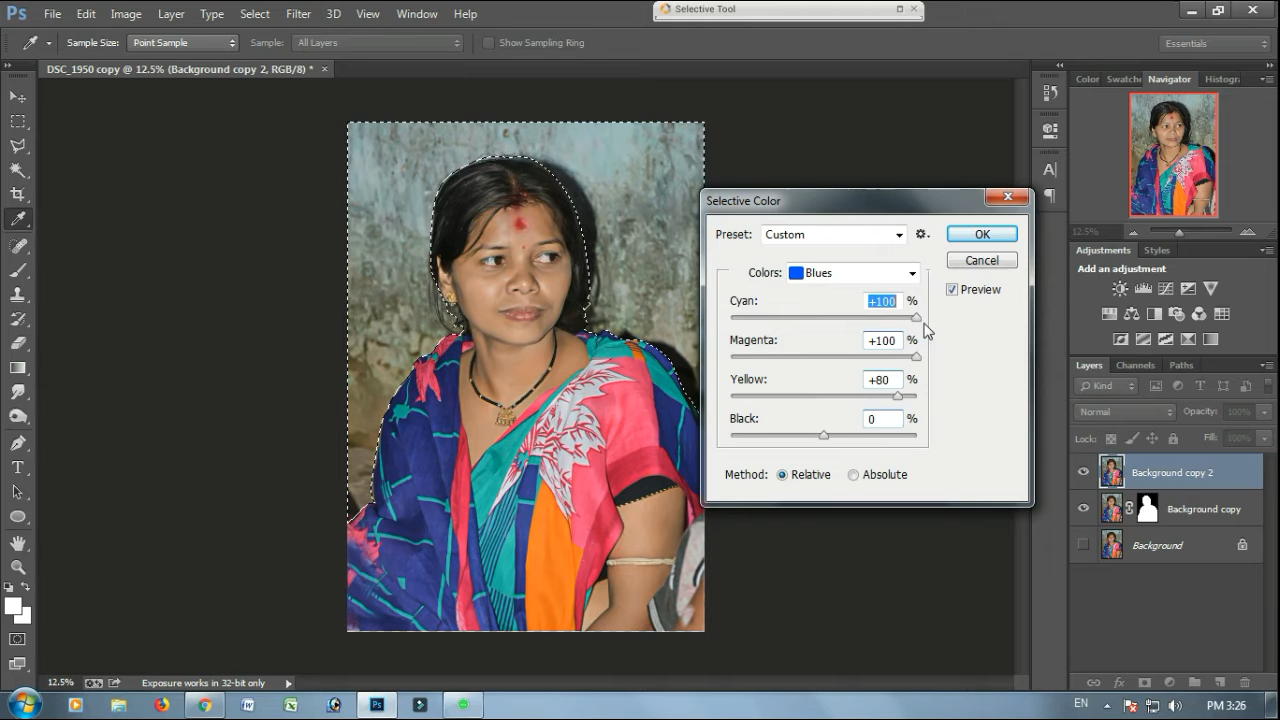 Ps File Edit Image Layer Type Select Filter 3D View Window Help
Selective Tool
Sample Size: Point Sample Sample: All Layers Show Sampling Ring Essentials
DSC_1950 copy @ 12.5% (Background copy 2, RGB/8) * ×
Color Swatche Navigator Histogr
12.5%
Selective Color
Preset: Custom OK
Cancel
Colors: Blues
Preview
Cyan: +100 %
Magenta: +100 %
Yellow: +80 %
Black: 0 %
Method: Relative Absolute
Adjustments Styles
Add an adjustment
Layers Channels Paths
Kind
Normal Opacity: 100%
Lock: Fill: 100%
Background copy 2
Background copy
Background
12.5% Exposure works in 32-bit only
EN PM 3:26